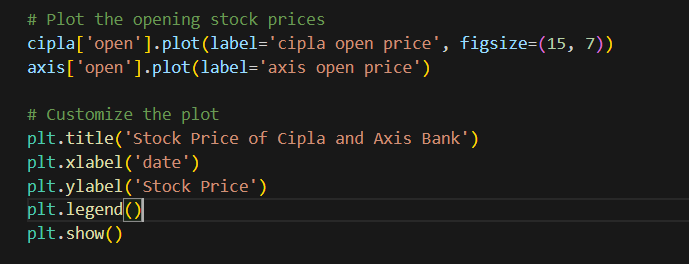 # Plot the opening stock prices
cipla['open'].plot(label='cipla open price', figsize=(15, 7))
axis['open'].plot(label='axis open price')
# Customize the plot
plt.title('Stock Price of Cipla and Axis Bank')
plt.xlabel('date')
plt.ylabel('Stock Price')
plt.legend()
plt.show()